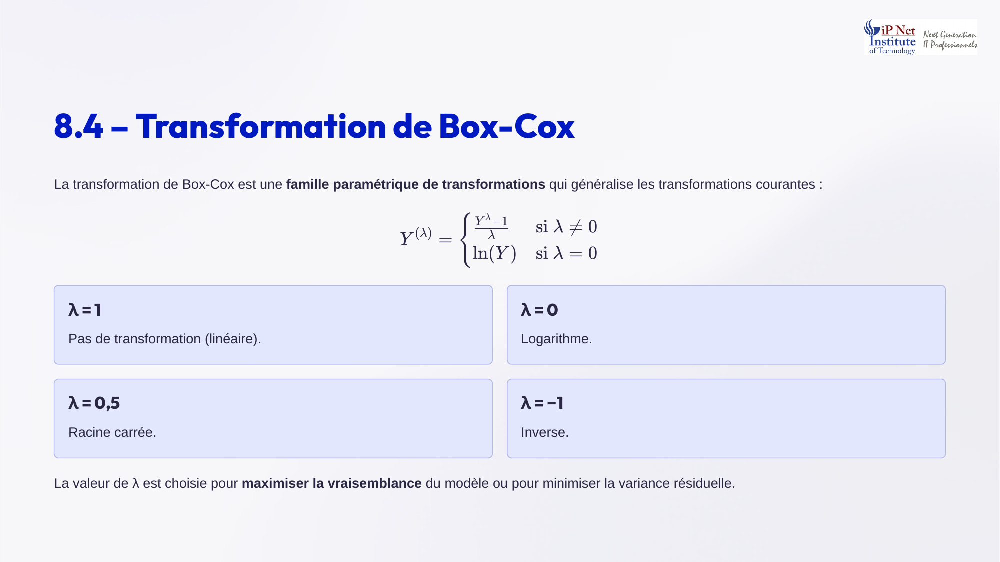 iP Net
Institute
of Technology
Next Generation
IT Professionnels
8.4 – Transformation de Box-Cox
La transformation de Box-Cox est une famille paramétrique de transformations qui généralise les transformations courantes :
Y^(λ) = { (Y^λ−1)/λ si λ ≠ 0
ln(Y) si λ = 0
λ = 1
Pas de transformation (linéaire).
λ = 0
Logarithme.
λ = 0,5
Racine carrée.
λ = −1
Inverse.
La valeur de λ est choisie pour maximiser la vraisemblance du modèle ou pour minimiser la variance résiduelle.